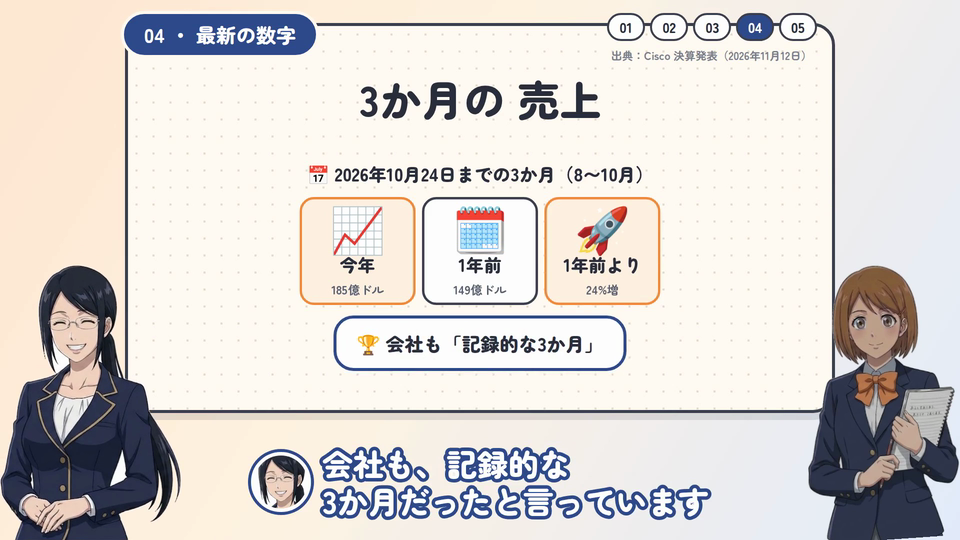 04 ・ 最新の数字
01 02 03 04 05
出典：Cisco 決算発表（2026年11月12日）
3か月の 売上
2026年10月24日までの3か月（8〜10月）
今年
185億ドル
1年前
149億ドル
1年前より
24%増
会社も「記録的な3か月」
会社も、記録的な
3か月だったと言っています